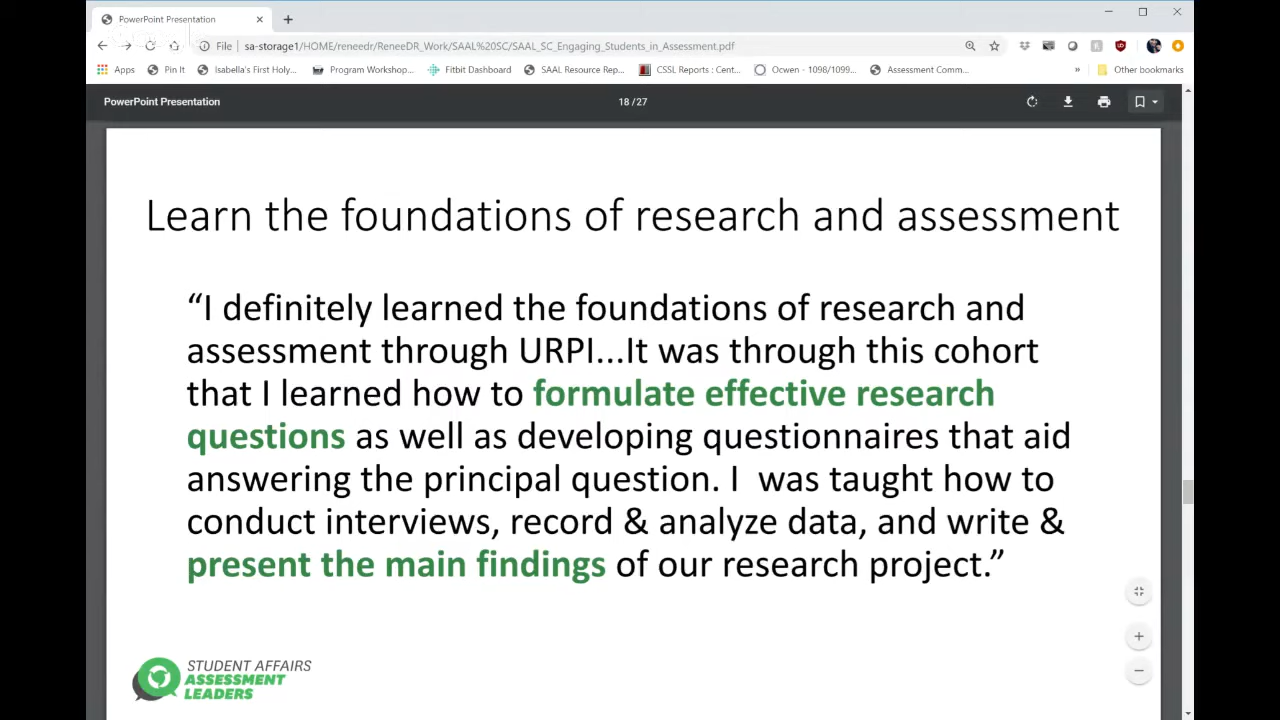 PowerPoint Presentation
File
sa-storage1/HOME/reneedr/ReneeDR_Work/SAAL%20SC/SAAL_SC_Engaging_Students_in_Assessment.pdf
Apps Pin It Isabella's First Holy... Program Workshop... Fitbit Dashboard SAAL Resource Rep... CSSL Reports : Cent... Ocwen - 1098/1099... Assessment Comm... » Other bookmarks
PowerPoint Presentation 18 / 27
Learn the foundations of research and assessment
“I definitely learned the foundations of research and
assessment through URPI...It was through this cohort
that I learned how to formulate effective research
questions as well as developing questionnaires that aid
answering the principal question. I  was taught how to
conduct interviews, record & analyze data, and write &
present the main findings of our research project.”
STUDENT AFFAIRS
ASSESSMENT
LEADERS